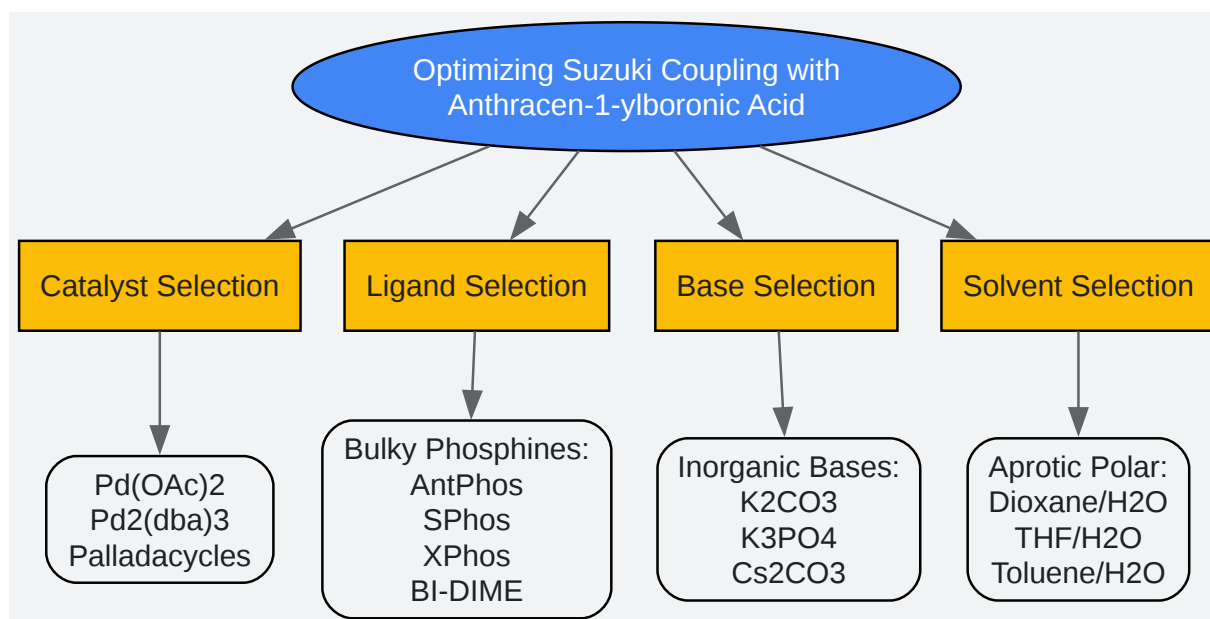 Optimizing Suzuki Coupling with
Anthracen-1-ylboronic Acid
Catalyst Selection
Ligand Selection
Base Selection
Solvent Selection
Pd(OAc)2
Pd2(dba)3
Palladacycles
Bulky Phosphines:
AntPhos
SPhos
XPhos
BI-DIME
Inorganic Bases:
K2CO3
K3PO4
Cs2CO3
Aprotic Polar:
Dioxane/H2O
THF/H2O
Toluene/H2O